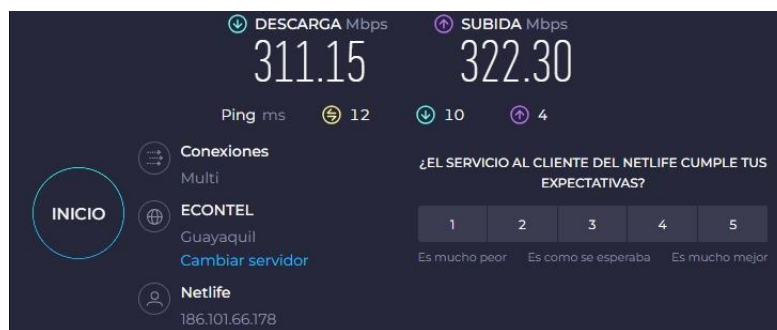 DESCARGA Mbps
SUBIDA Mbps
311.15
322.30
Ping ms 12 10 4
Conexiones
Multi
INICIO
ECONTEL
Guayaquil
Cambiar servidor
Netlife
186.101.66.178
¿EL SERVICIO AL CLIENTE DEL NETLIFE CUMPLE TUS
EXPECTATIVAS?
1 2 3 4 5
Es mucho peor Es como se esperaba Es mucho mejor